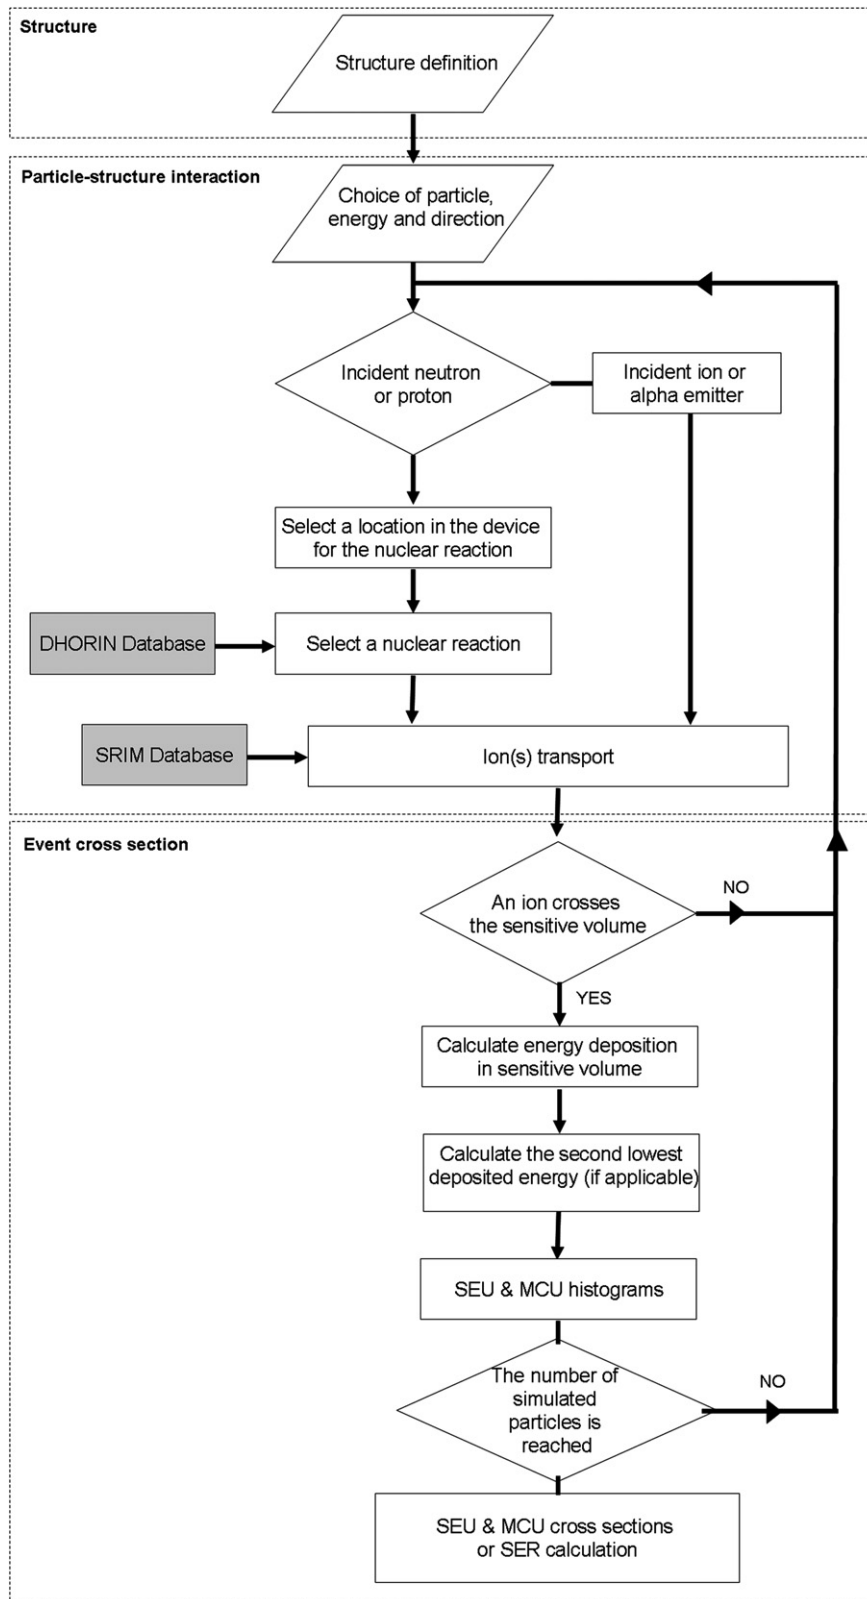 Structure
Structure definition
Particle-structure interaction
Choice of particle,
energy and direction
Incident neutron
or proton
Incident ion or
alpha emitter
Select a location in the device
for the nuclear reaction
DHORIN Database
Select a nuclear reaction
SRIM Database
Ion(s) transport
Event cross section
An ion crosses
the sensitive volume
NO
YES
Calculate energy deposition
in sensitive volume
Calculate the second lowest
deposited energy (if applicable)
SEU & MCU histograms
The number of
simulated
particles is
reached
NO
SEU & MCU cross sections
or SER calculation